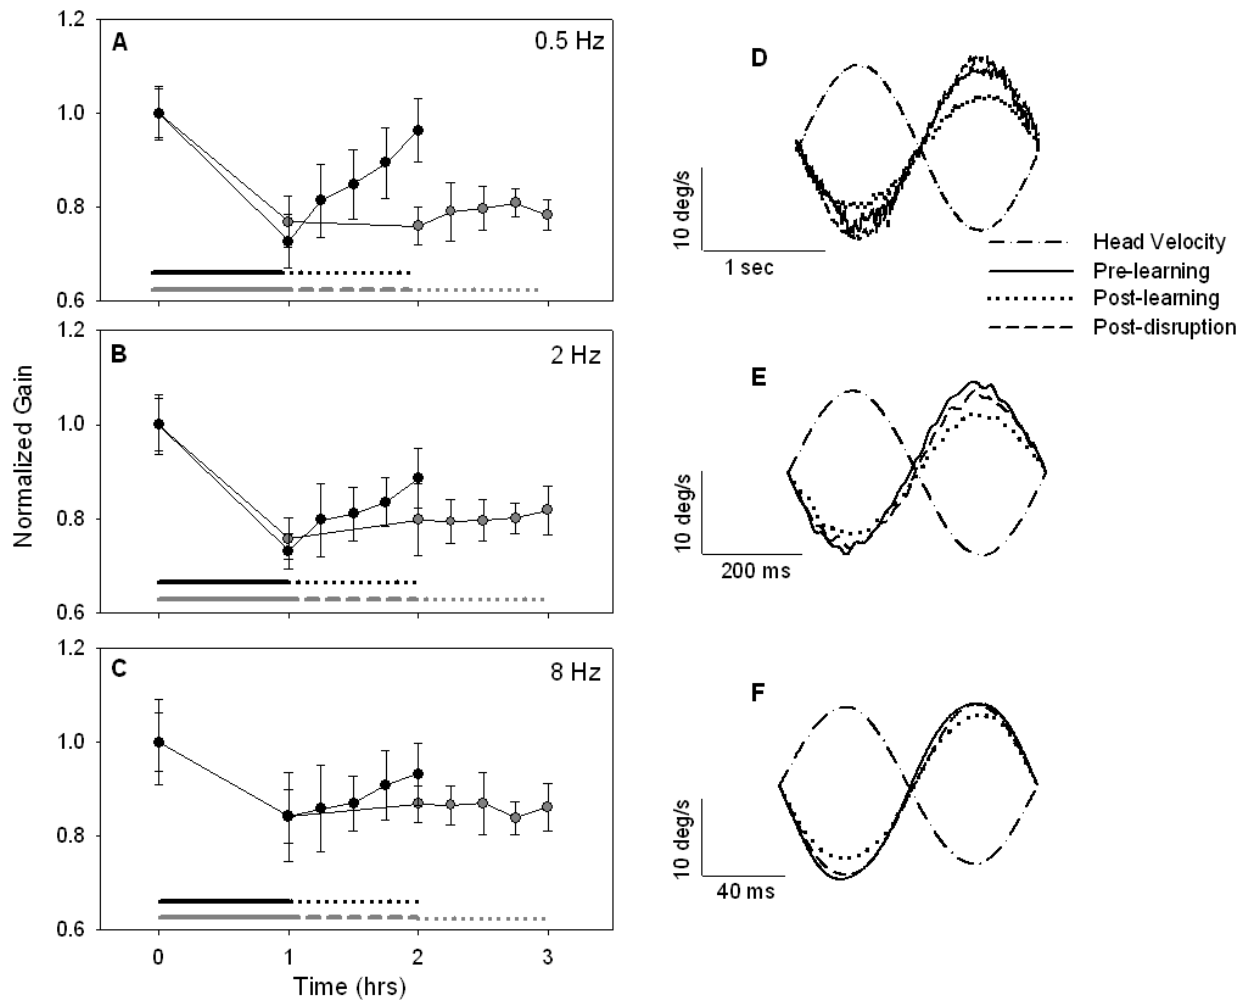 Normalized Gain
A
0.5 Hz
1.2
1.0
0.8
0.6
B
2 Hz
1.2
1.0
0.8
0.6
C
8 Hz
1.2
1.0
0.8
0.6
0 1 2 3
Time (hrs)
D
10 deg/s
1 sec
Head Velocity
Pre-learning
Post-learning
Post-disruption
E
10 deg/s
200 ms
F
10 deg/s
40 ms